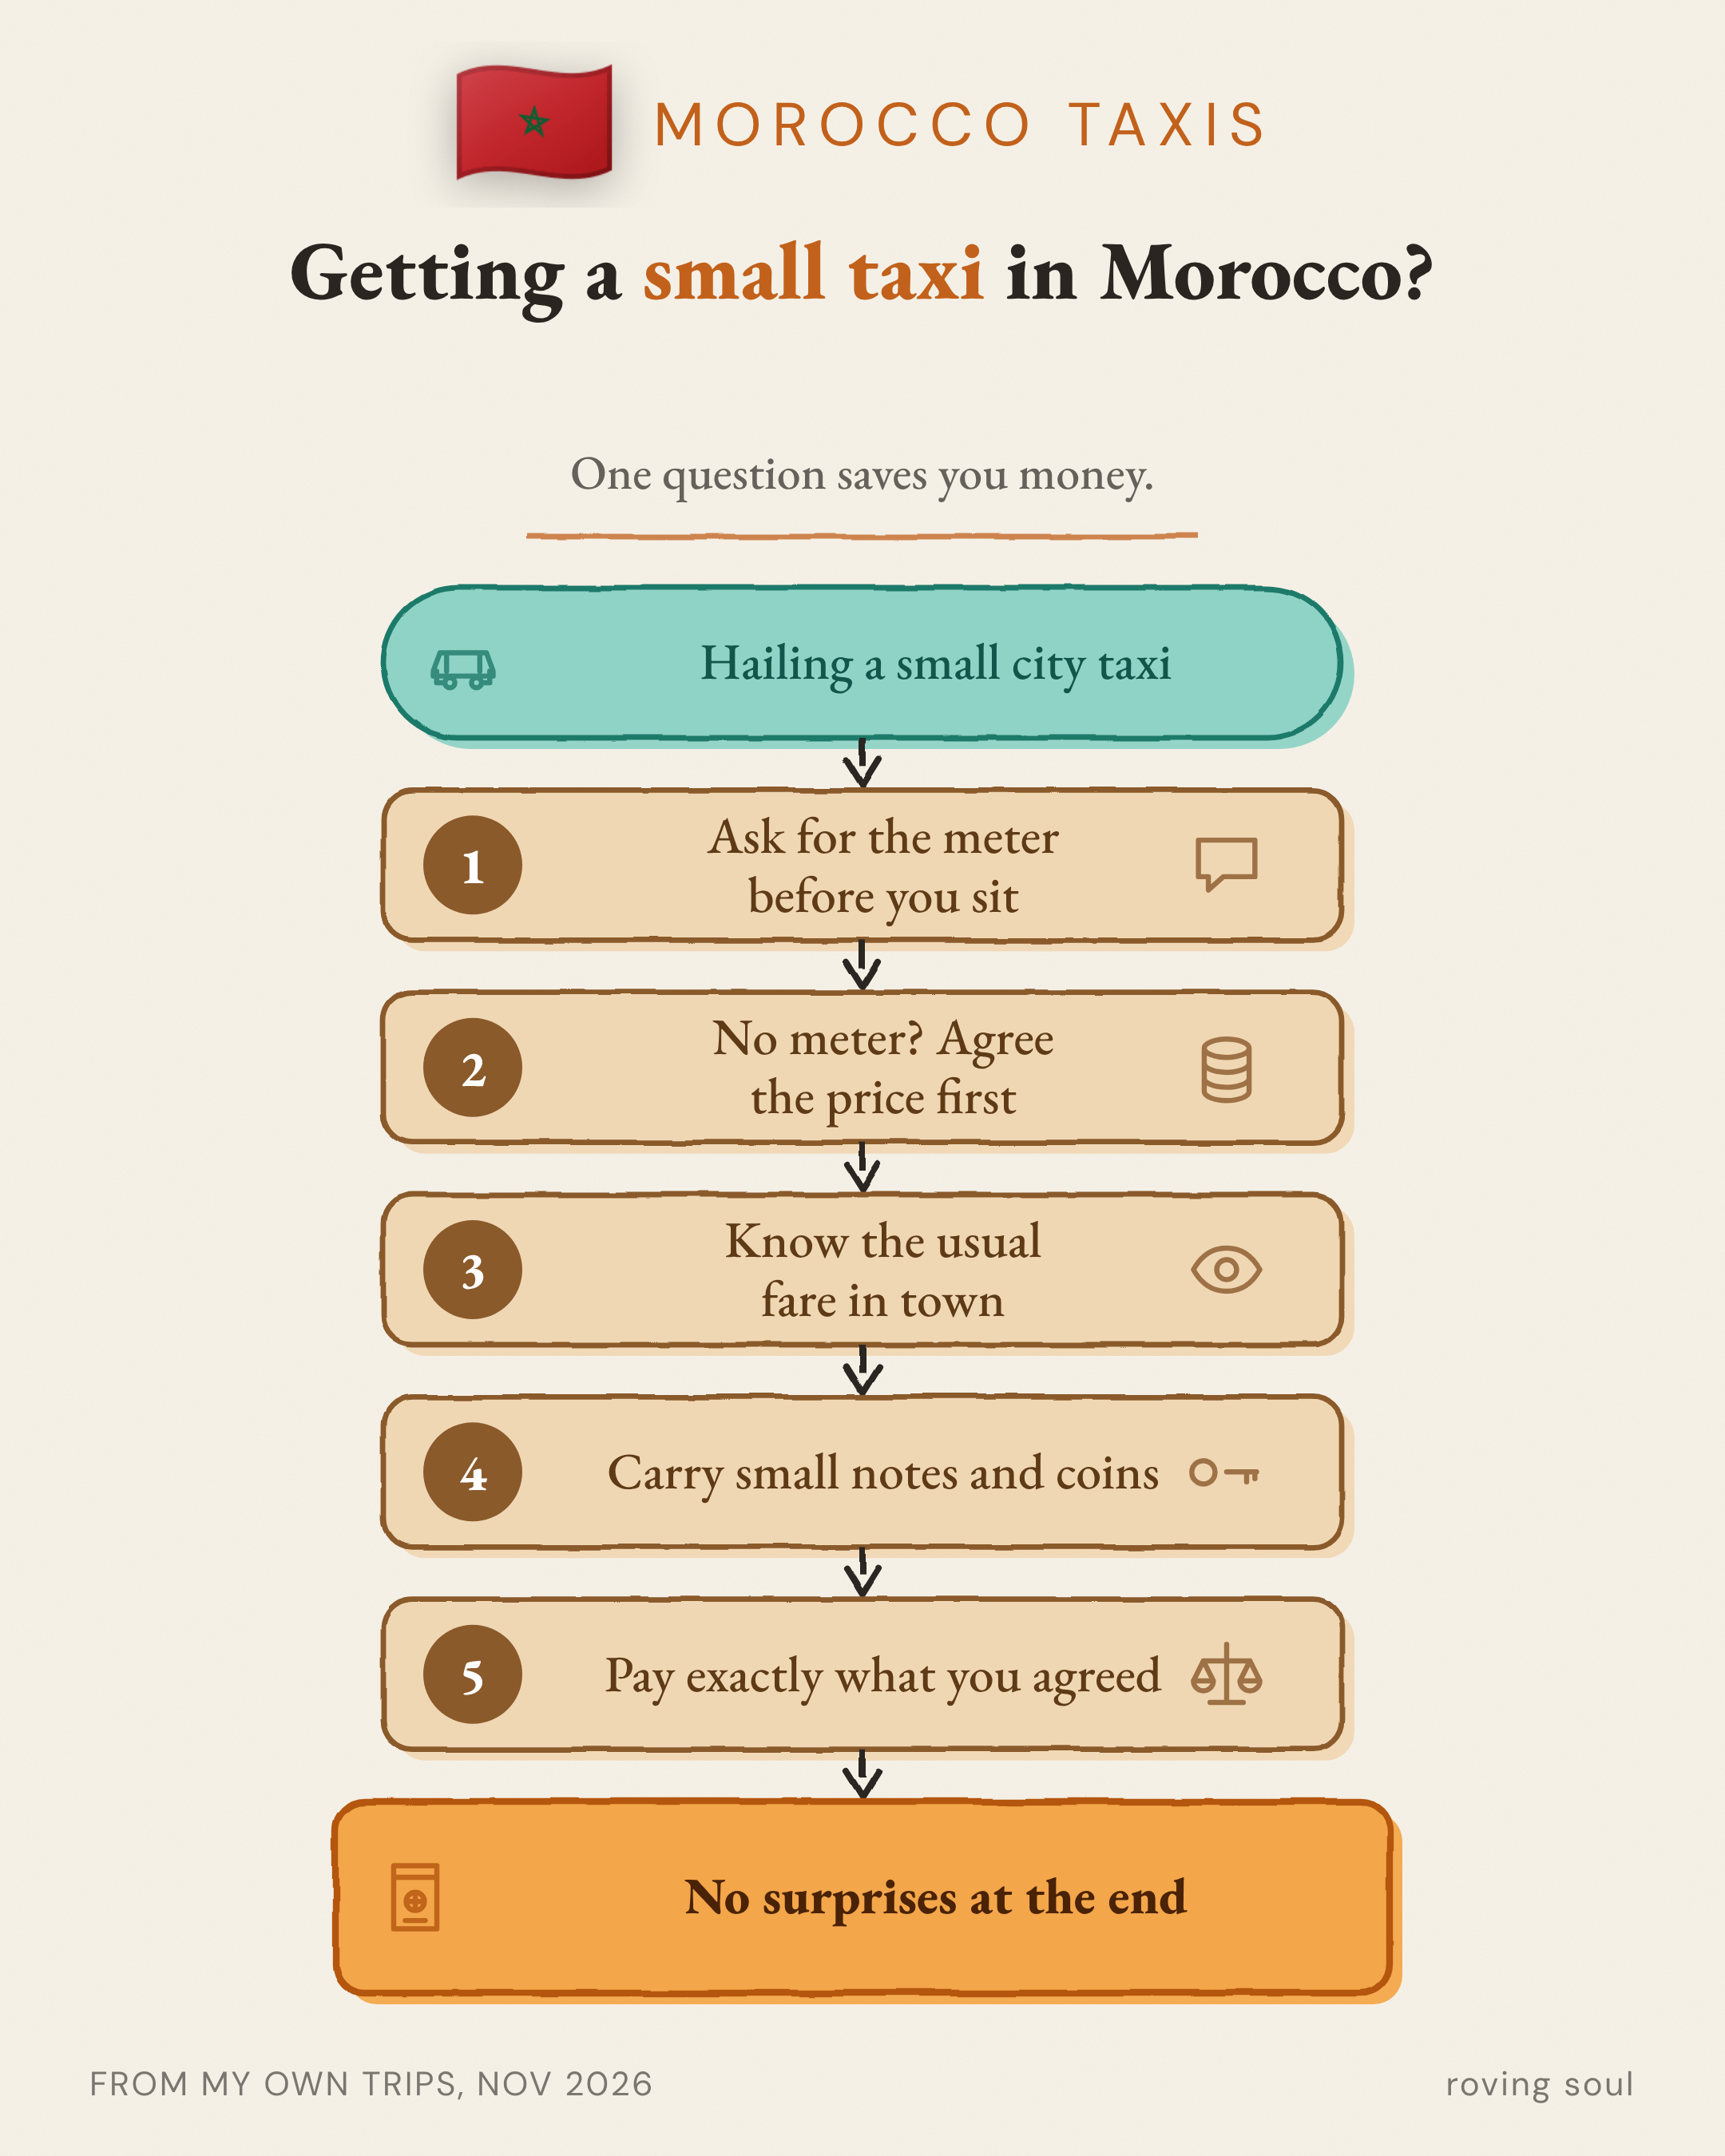 MOROCCO TAXIS
Getting a small taxi in Morocco?
One question saves you money.
Hailing a small city taxi
1
Ask for the meter
before you sit
2
No meter? Agree
the price first
3
Know the usual
fare in town
4
Carry small notes and coins
5
Pay exactly what you agreed
No surprises at the end
FROM MY OWN TRIPS, NOV 2026
roving soul